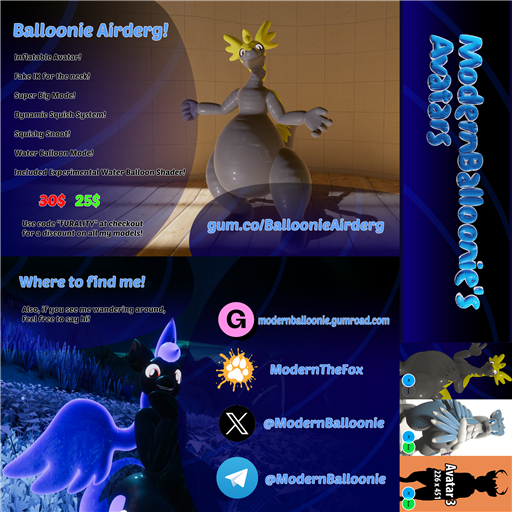 Balloonie Airderg!
Inflatable Avatar!
Fake IK for the neck!
Super Big Mode!
Dynamic Squish System!
Squishy Snoot!
Water Balloon Mode!
Included Experimental Water Balloon Shader!
30$ 25$
Use code "FURALITY" at checkout
for a discount on all my models!
gum.co/BalloonieAirderg
Where to find me!
Also, if you see me wandering around,
feel free to say hi!
G
modernballoonie.gumroad.com
ModernTheFox
X
@ModernBalloonie
@ModernBalloonie
ModernBalloonie's
Avatars
Avatar 3
226 x 451